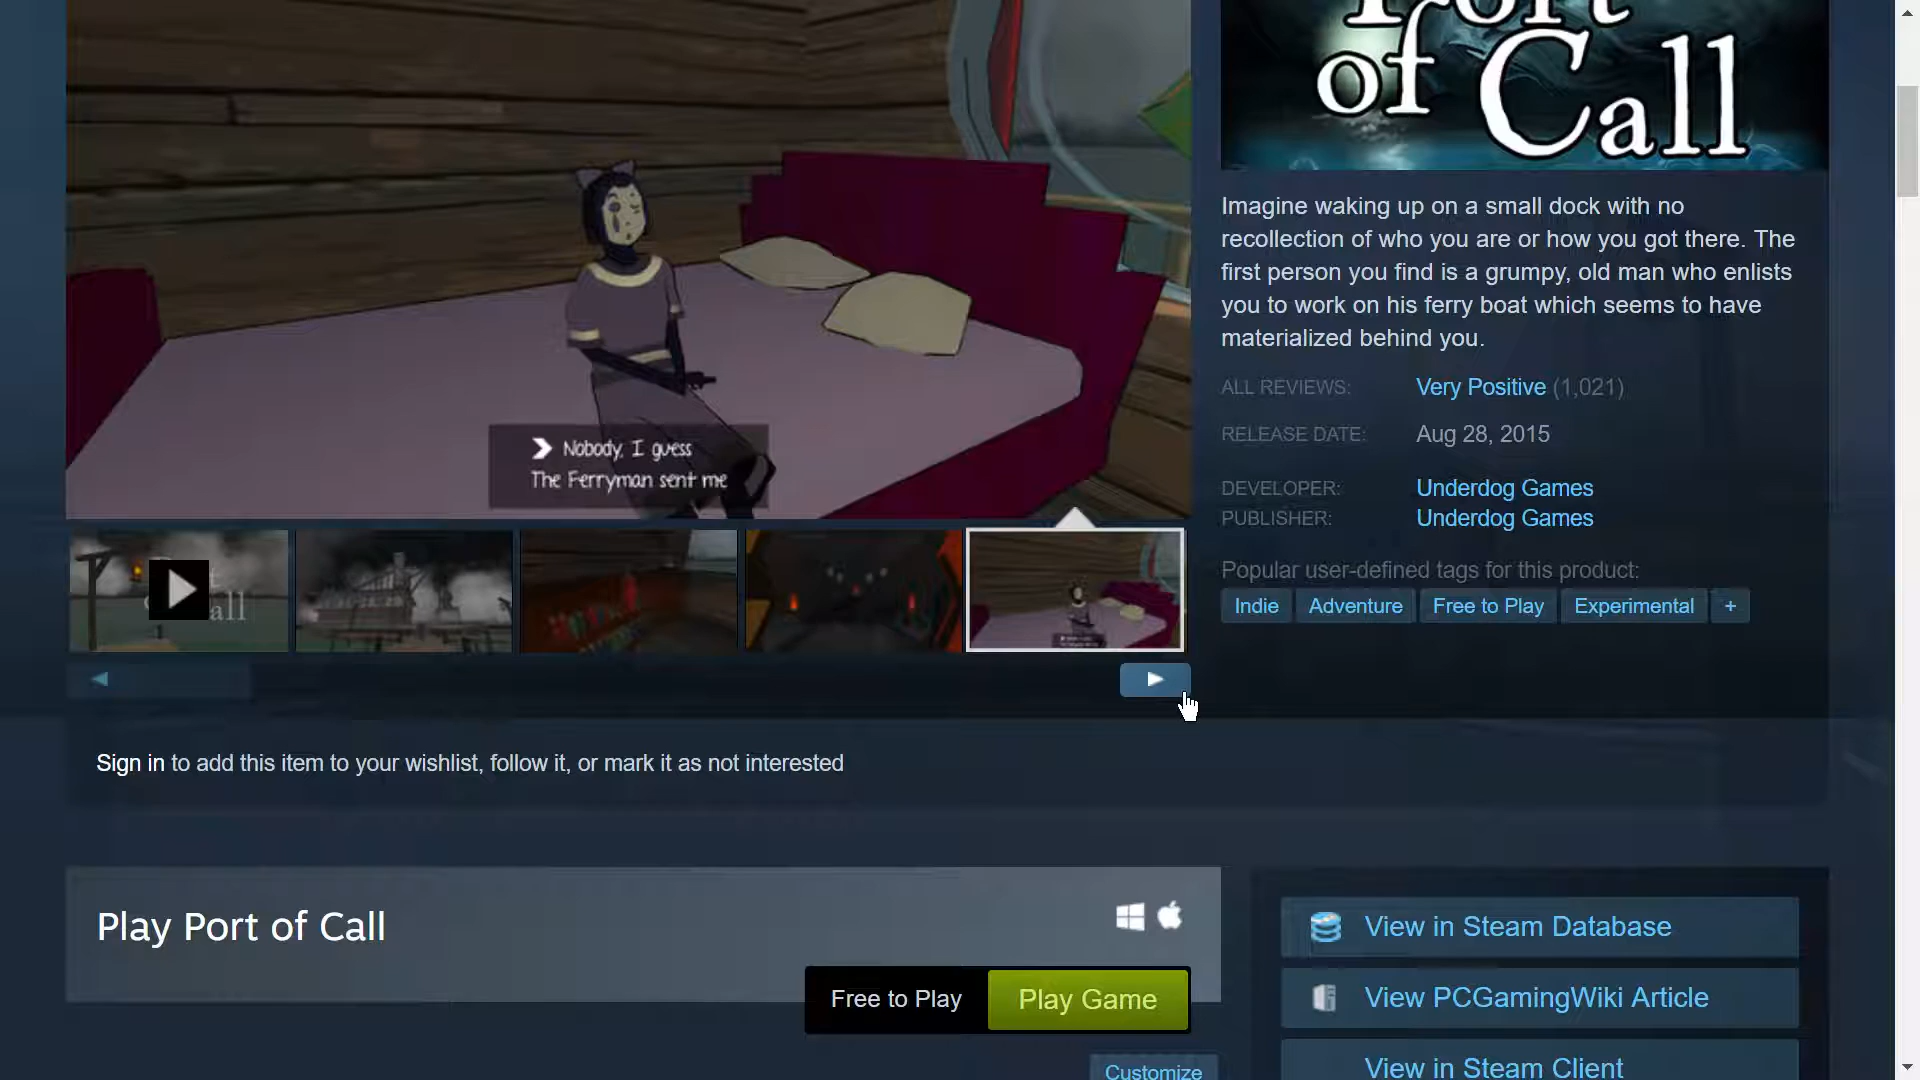 Port
of Call
Imagine waking up on a small dock with no
recollection of who you are or how you got there. The
first person you find is a grumpy, old man who enlists
you to work on his ferry boat which seems to have
materialized behind you.
ALL REVIEWS: Very Positive (1,021)
RELEASE DATE: Aug 28, 2015
DEVELOPER: Underdog Games
PUBLISHER: Underdog Games
Popular user-defined tags for this product:
Indie Adventure Free to Play Experimental +
Nobody, I guess
The Ferryman sent me
Sign in to add this item to your wishlist, follow it, or mark it as not interested
Play Port of Call
Free to Play Play Game
Customize
View in Steam Database
View PCGamingWiki Article
View in Steam Client